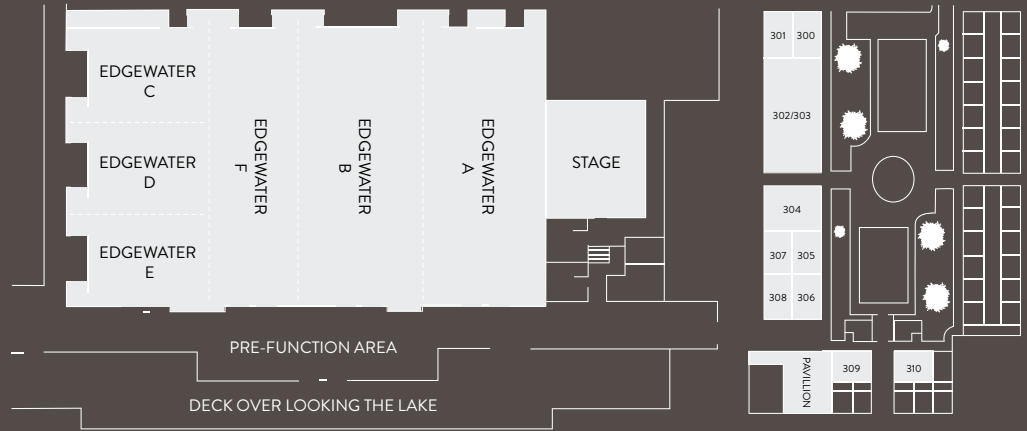 EDGEWATER
C
EDGEWATER
D
EDGEWATER
E
EDGEWATER
F
EDGEWATER
B
EDGEWATER
A
STAGE
PRE-FUNCTION AREA
DECK OVER LOOKING THE LAKE
301
300
302/303
304
307
305
308
306
PAVILLION
309
310